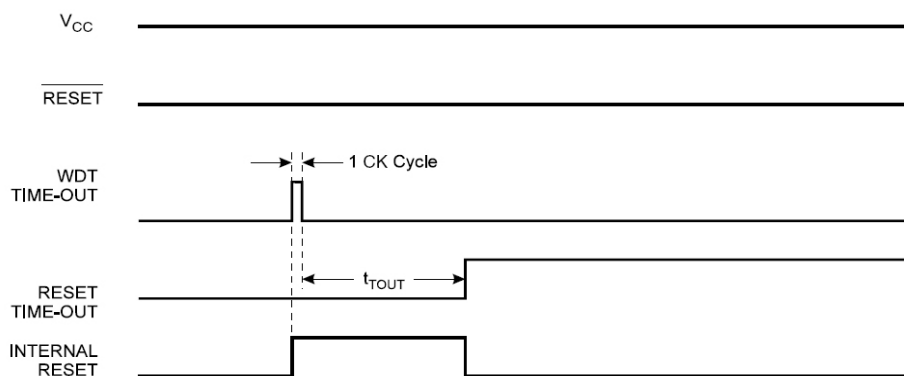 VCC
RESET
1 CK Cycle
WDT
TIME-OUT
tTOUT
RESET
TIME-OUT
INTERNAL
RESET